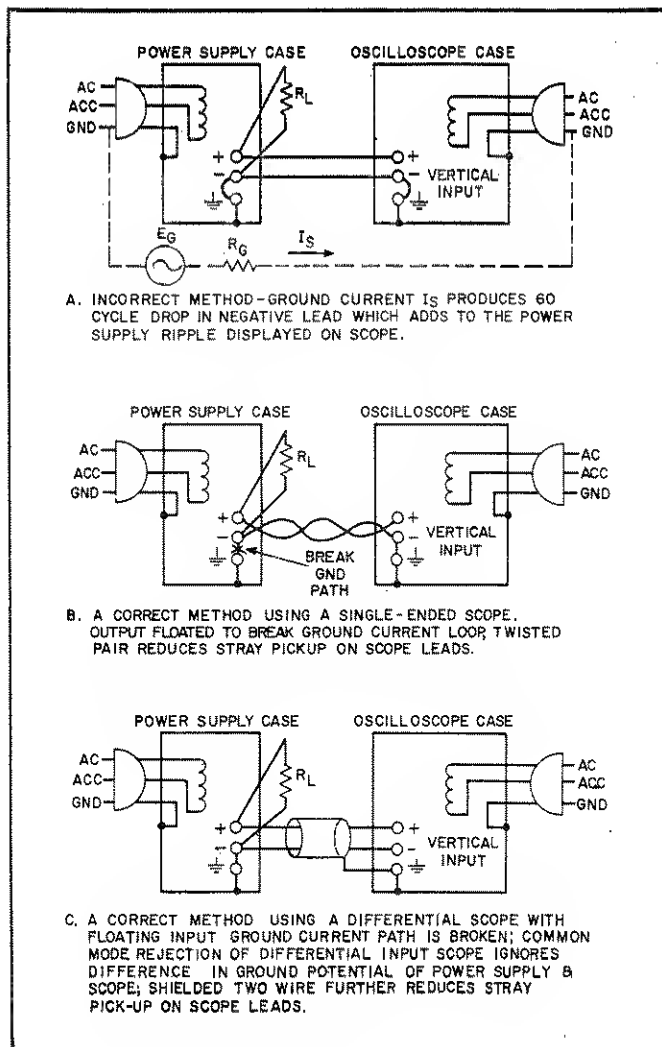 POWER SUPPLY CASE OSCILLOSCOPE CASE
AC
ACC
GND
RL
+
-
+
-
VERTICAL
INPUT
AC
ACC
GND
EG
RG
IS
A. INCORRECT METHOD-GROUND CURRENT IS PRODUCES 60
CYCLE DROP IN NEGATIVE LEAD WHICH ADDS TO THE POWER
SUPPLY RIPPLE DISPLAYED ON SCOPE.
POWER SUPPLY CASE OSCILLOSCOPE CASE
AC
ACC
GND
RL
+
-
BREAK
GND
PATH
+
-
VERTICAL
INPUT
AC
ACC
GND
B. A CORRECT METHOD USING A SINGLE-ENDED SCOPE.
OUTPUT FLOATED TO BREAK GROUND CURRENT LOOP, TWISTED
PAIR REDUCES STRAY PICKUP ON SCOPE LEADS.
POWER SUPPLY CASE OSCILLOSCOPE CASE
AC
ACC
GND
RL
+
-
+
-
VERTICAL
INPUT
AC
ACC
GND
C. A CORRECT METHOD USING A DIFFERENTIAL SCOPE WITH
FLOATING INPUT GROUND CURRENT PATH IS BROKEN; COMMON
MODE REJECTION OF DIFFERENTIAL INPUT SCOPE IGNORES
DIFFERENCE IN GROUND POTENTIAL OF POWER SUPPLY &
SCOPE; SHIELDED TWO WIRE FURTHER REDUCES STRAY
PICK-UP ON SCOPE LEADS.